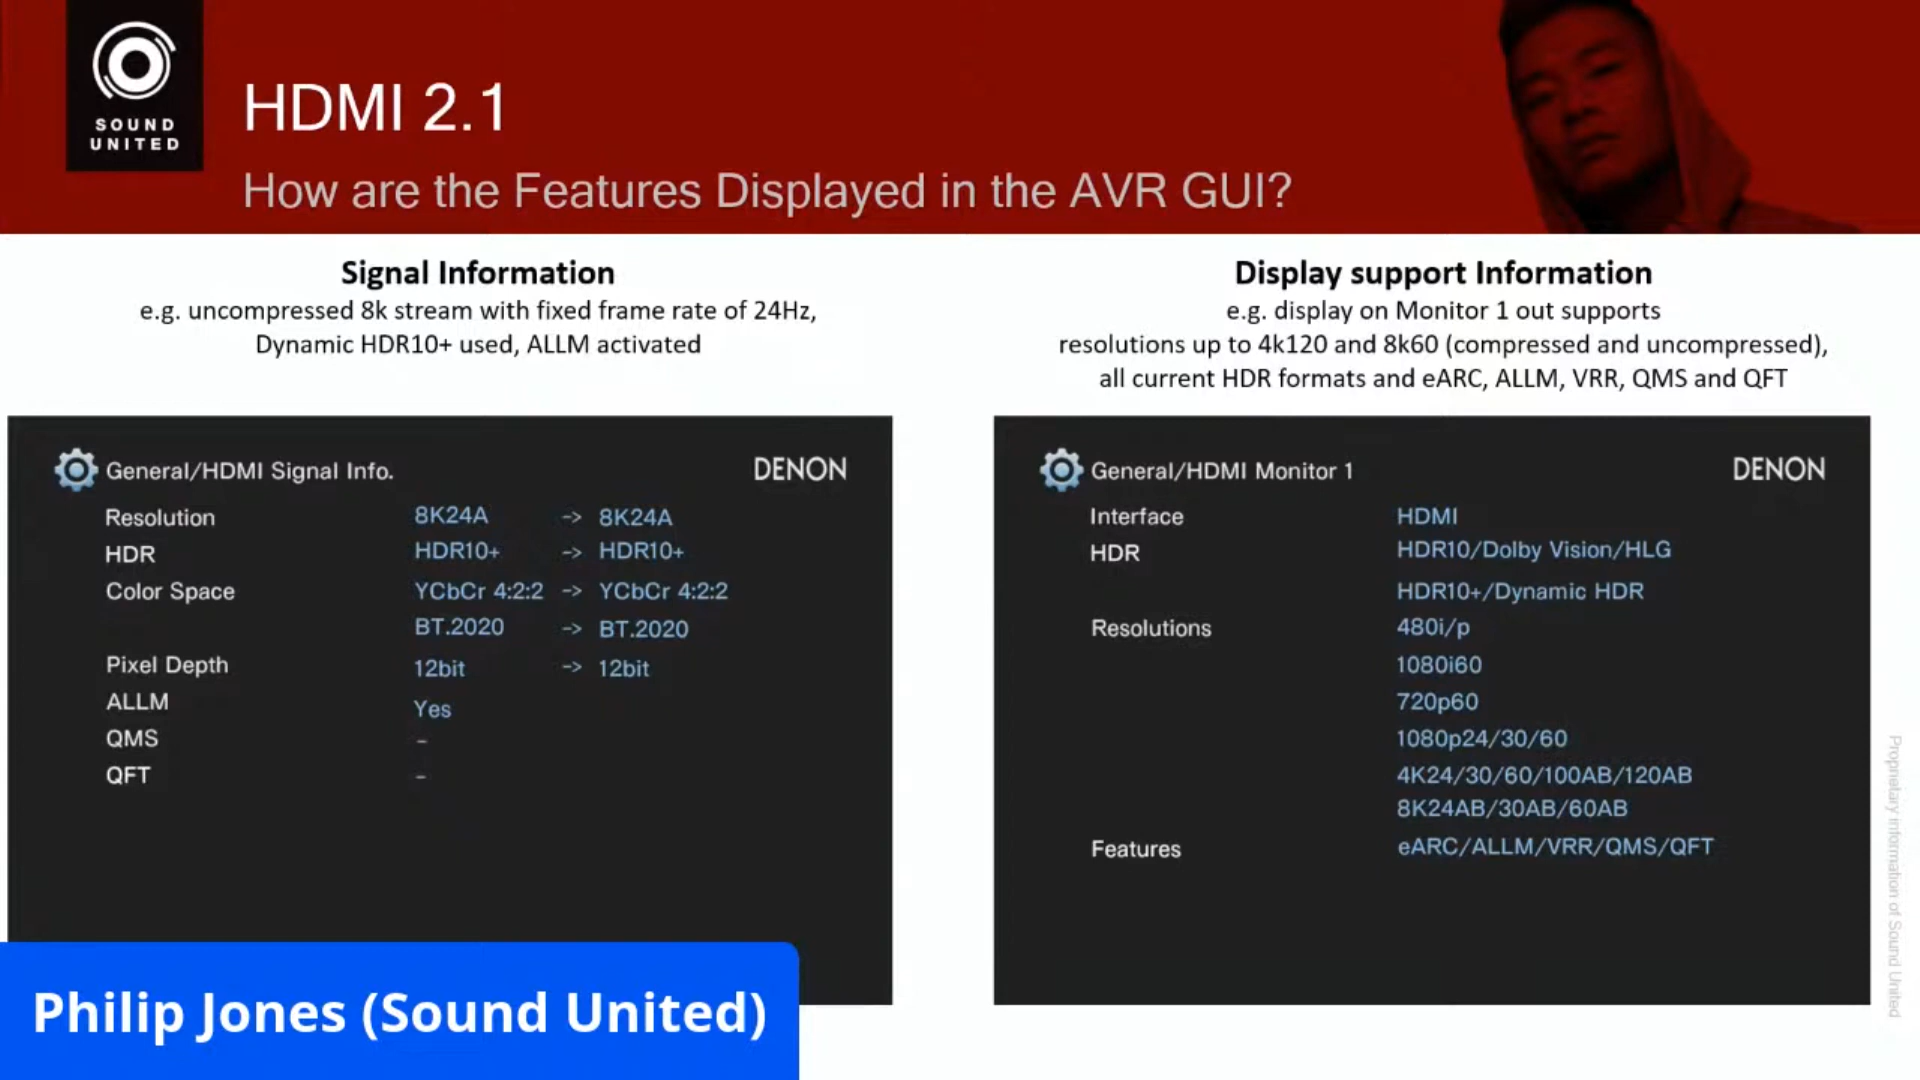 SOUND
UNITED
HDMI 2.1
How are the Features Displayed in the AVR GUI?
Signal Information
e.g. uncompressed 8k stream with fixed frame rate of 24Hz,
Dynamic HDR10+ used, ALLM activated
General/HDMI Signal Info. DENON
Resolution 8K24A -> 8K24A
HDR HDR10+ -> HDR10+
Color Space YCbCr 4:2:2 -> YCbCr 4:2:2
BT.2020 -> BT.2020
Pixel Depth 12bit -> 12bit
ALLM Yes
QMS -
QFT -
Display support Information
e.g. display on Monitor 1 out supports
resolutions up to 4k120 and 8k60 (compressed and uncompressed),
all current HDR formats and eARC, ALLM, VRR, QMS and QFT
General/HDMI Monitor 1 DENON
Interface HDMI
HDR HDR10/Dolby Vision/HLG
HDR10+/Dynamic HDR
Resolutions 480i/p
1080i60
720p60
1080p24/30/60
4K24/30/60/100AB/120AB
8K24AB/30AB/60AB
Features eARC/ALLM/VRR/QMS/QFT
Proprietary information of Sound United
Philip Jones (Sound United)